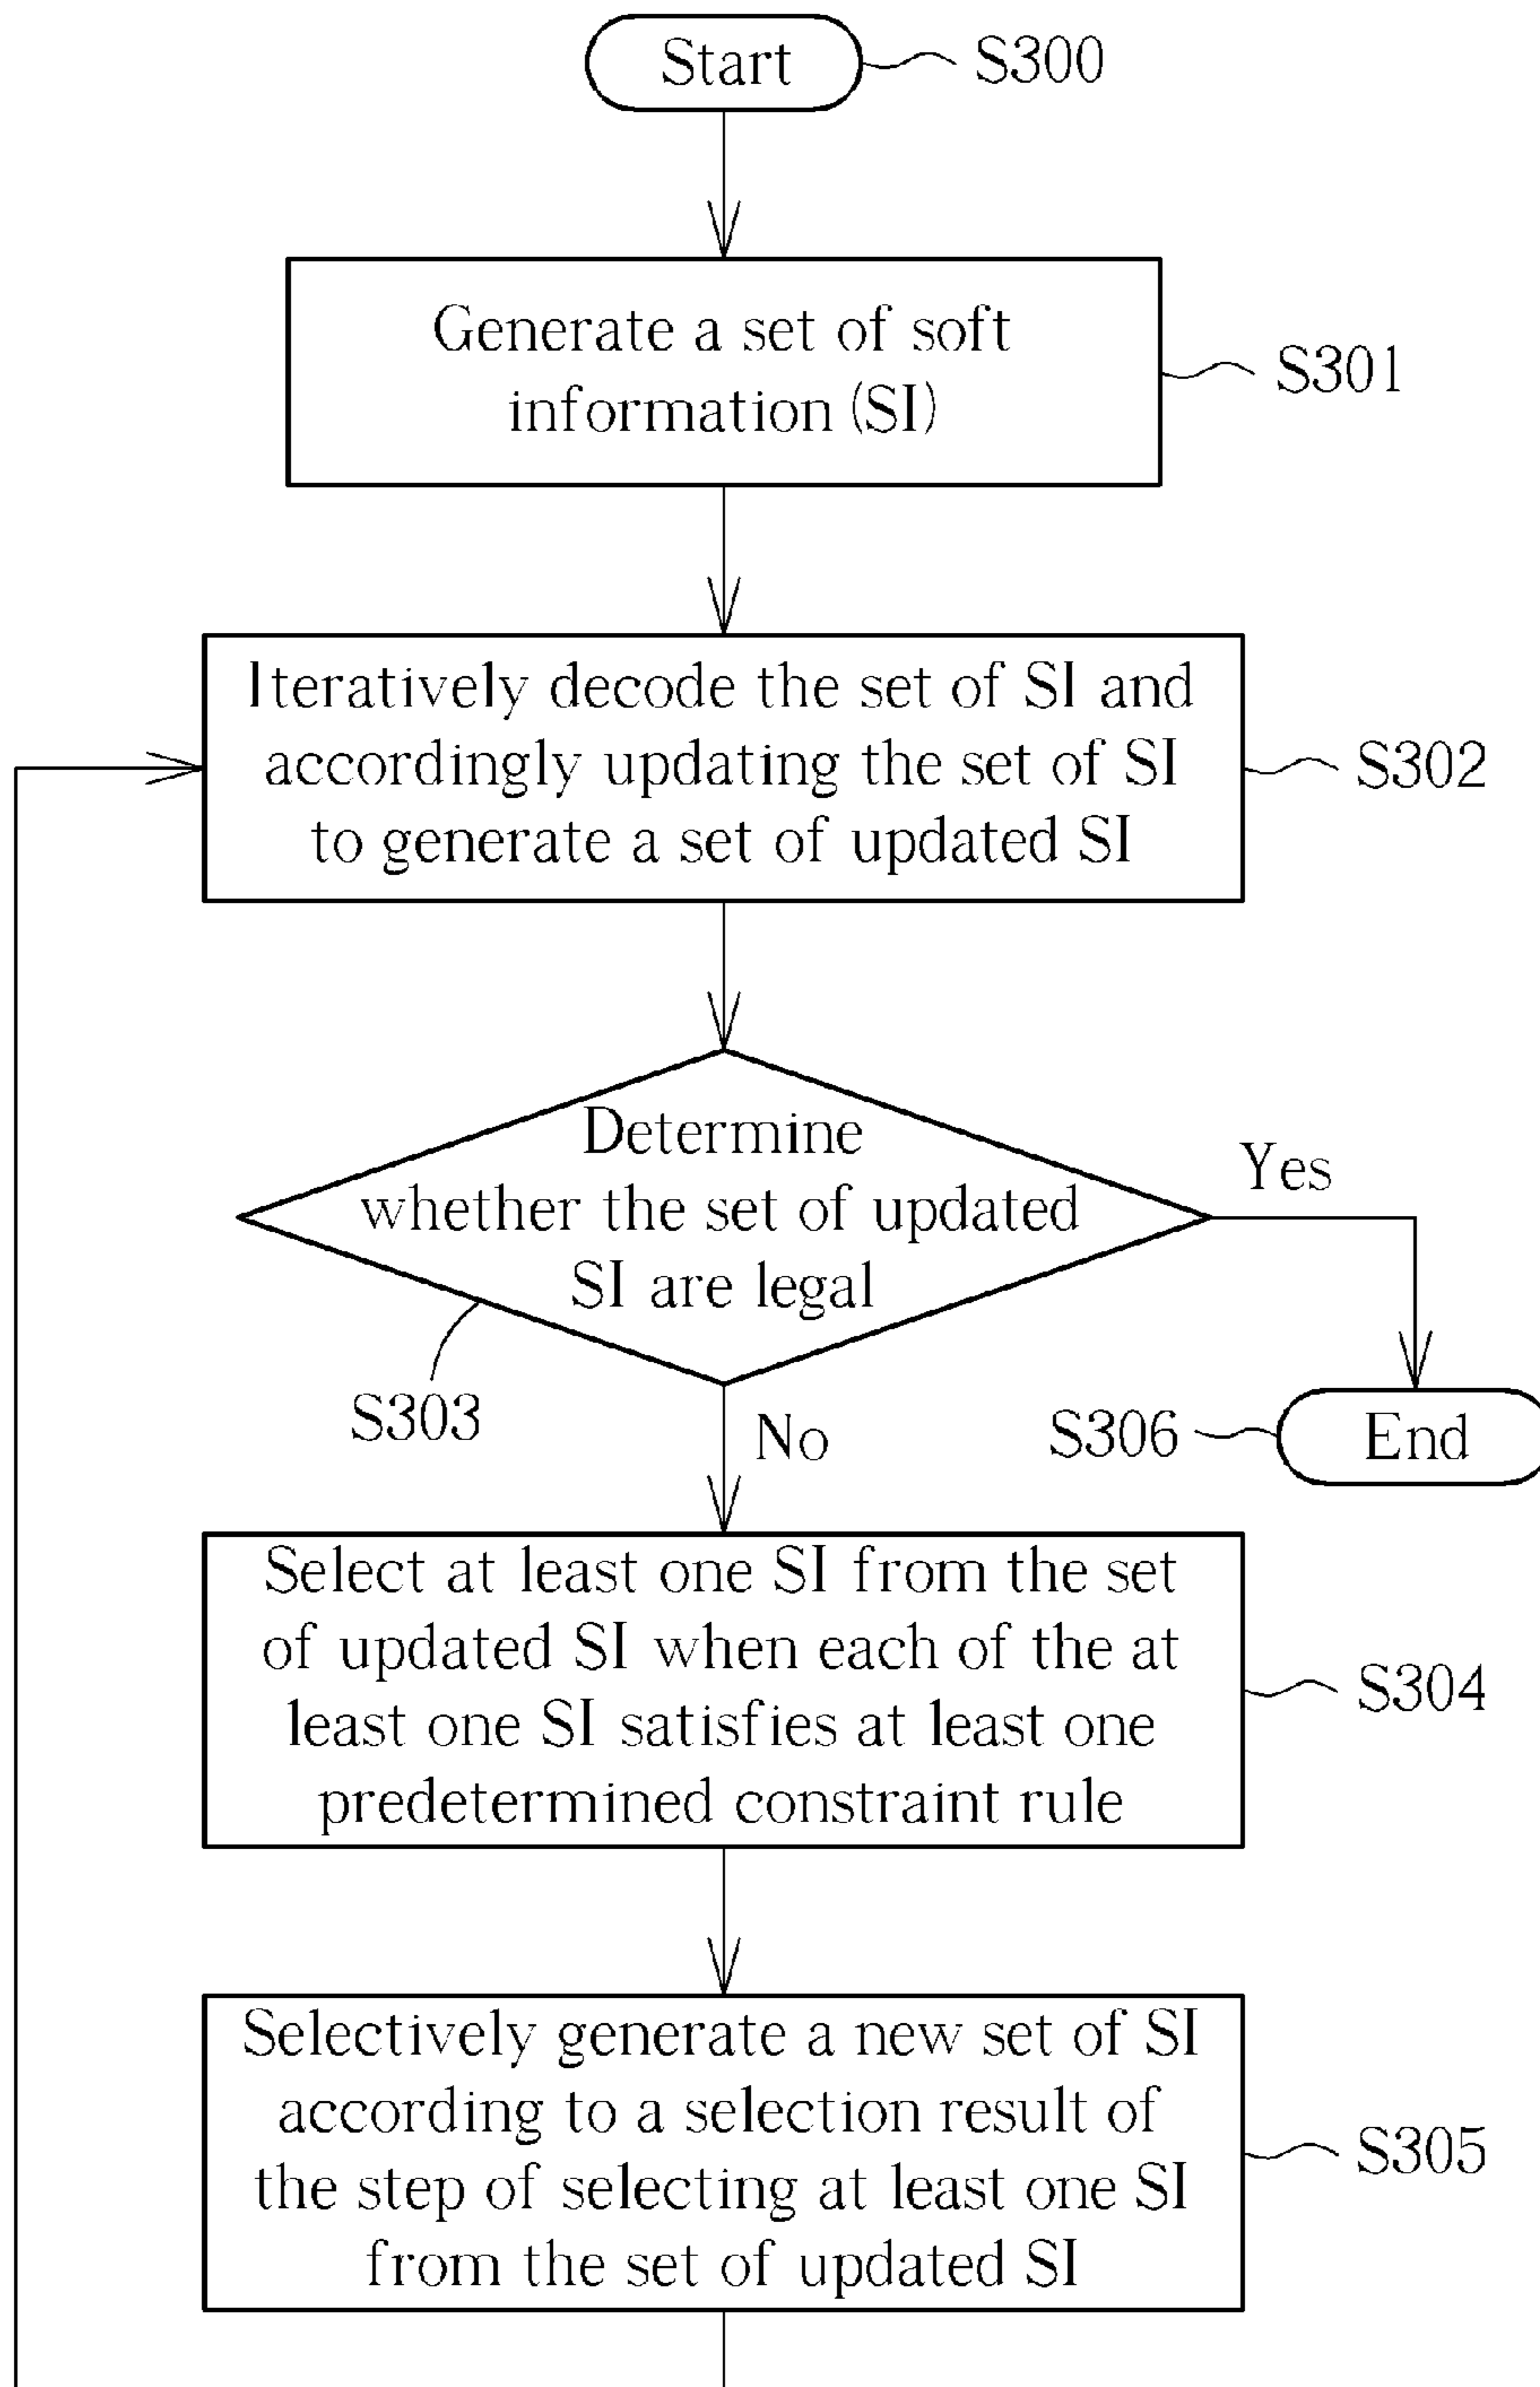 Start
S300
Generate a set of soft
information (SI)
S301
Iteratively decode the set of SI and
accordingly updating the set of SI
to generate a set of updated SI
S302
Determine
whether the set of updated
SI are legal
Yes
S303
No
S306
End
Select at least one SI from the set
of updated SI when each of the at
least one SI satisfies at least one
predetermined constraint rule
S304
Selectively generate a new set of SI
according to a selection result of
the step of selecting at least one SI
from the set of updated SI
S305